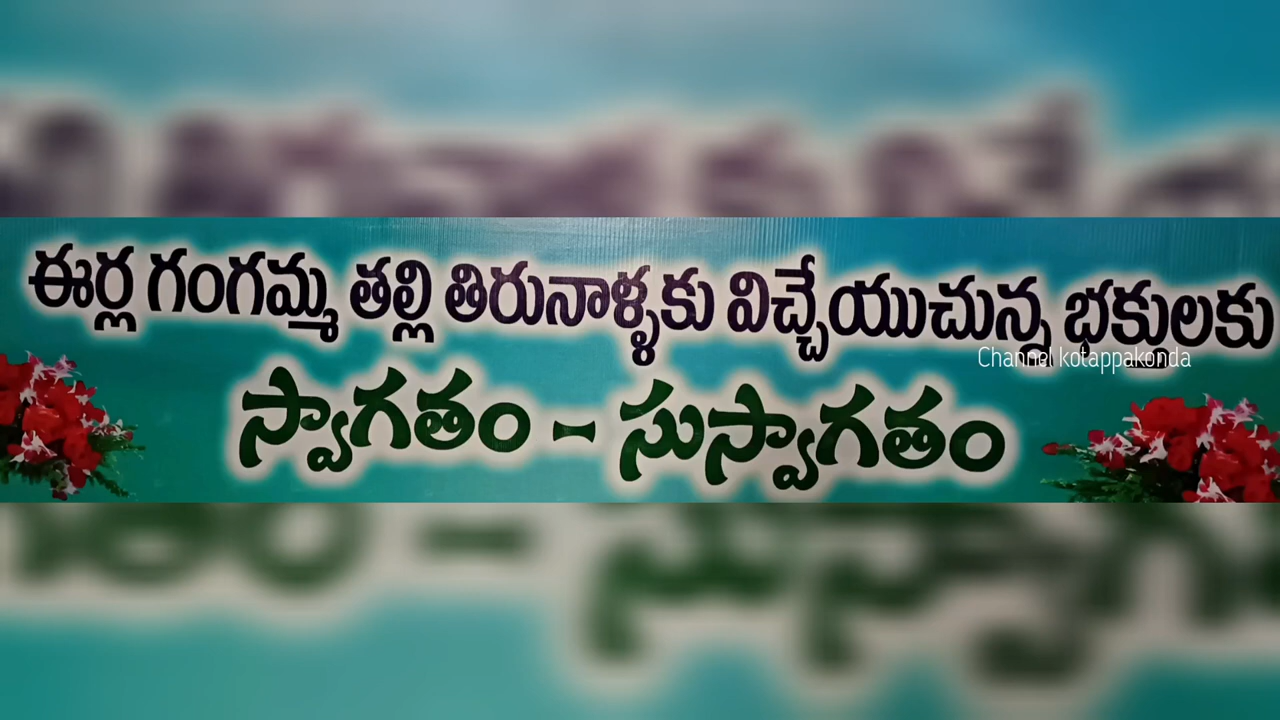 ఈర్ల గంగమ్మ తల్లి తిరునాళ్ళకు విచ్చేయుచున్న భక్తులకు
Channel kotappakonda
స్వాగతం - సుస్వాగతం